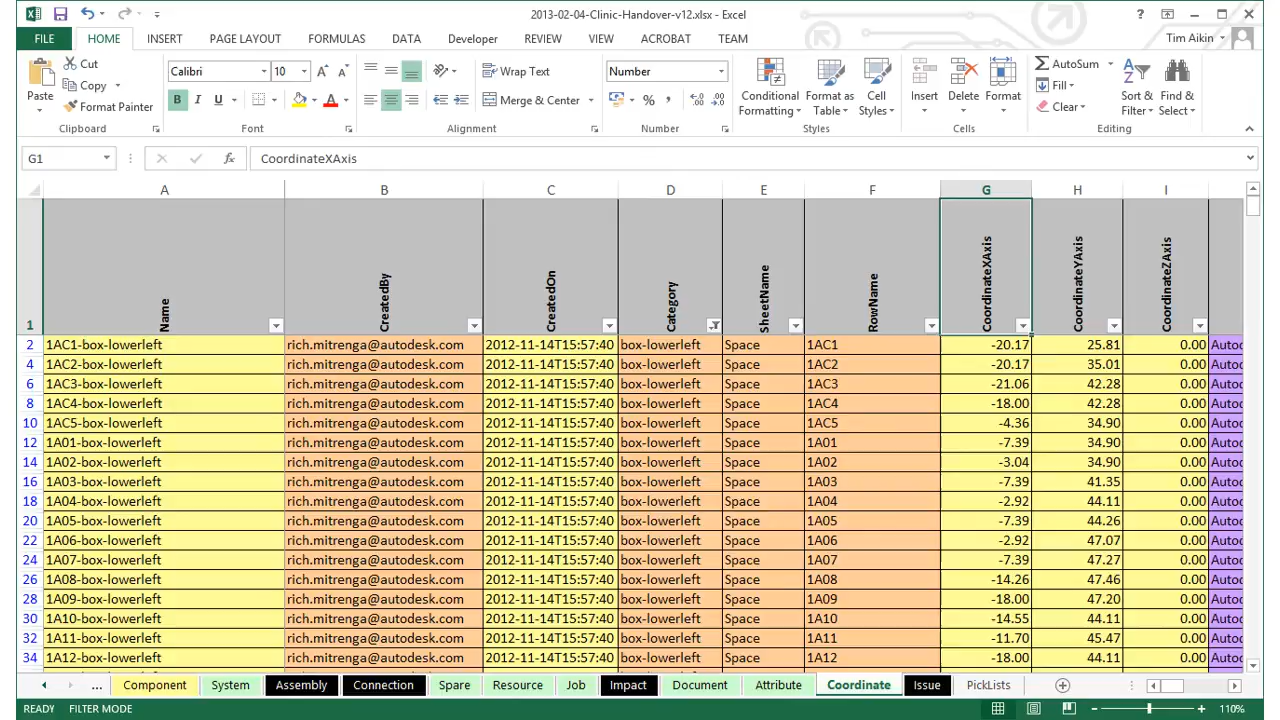 2013-02-04-Clinic-Handover-v12.xlsx - Excel
FILE HOME INSERT PAGE LAYOUT FORMULAS DATA Developer REVIEW VIEW ACROBAT TEAM Tim Aikin
Paste Cut
Copy
Format Painter
Clipboard
Calibri 10
B I U A
Font
Wrap Text
Merge & Center
Alignment
Number
% ,
Number
Conditional Formatting
Format as Table
Cell Styles
Styles
Insert Delete Format
Cells
AutoSum
Fill
Clear
Sort & Filter
Find & Select
Editing
G1 fx CoordinateXAxis
A B C D E F G H I
1 Name CreatedBy CreatedOn Category SheetName RowName CoordinateXAxis CoordinateYAxis CoordinateZAxis
2 1AC1-box-lowerleft rich.mitrenga@autodesk.com 2012-11-14T15:57:40 box-lowerleft Space 1AC1 -20.17 25.81 0.00 Autod
4 1AC2-box-lowerleft rich.mitrenga@autodesk.com 2012-11-14T15:57:40 box-lowerleft Space 1AC2 -20.17 35.01 0.00 Autod
6 1AC3-box-lowerleft rich.mitrenga@autodesk.com 2012-11-14T15:57:40 box-lowerleft Space 1AC3 -21.06 42.28 0.00 Autod
8 1AC4-box-lowerleft rich.mitrenga@autodesk.com 2012-11-14T15:57:40 box-lowerleft Space 1AC4 -18.00 42.28 0.00 Autod
10 1AC5-box-lowerleft rich.mitrenga@autodesk.com 2012-11-14T15:57:40 box-lowerleft Space 1AC5 -4.36 34.90 0.00 Autod
12 1A01-box-lowerleft rich.mitrenga@autodesk.com 2012-11-14T15:57:40 box-lowerleft Space 1A01 -7.39 34.90 0.00 Autod
14 1A02-box-lowerleft rich.mitrenga@autodesk.com 2012-11-14T15:57:40 box-lowerleft Space 1A02 -3.04 34.90 0.00 Autod
16 1A03-box-lowerleft rich.mitrenga@autodesk.com 2012-11-14T15:57:40 box-lowerleft Space 1A03 -7.39 41.35 0.00 Autod
18 1A04-box-lowerleft rich.mitrenga@autodesk.com 2012-11-14T15:57:40 box-lowerleft Space 1A04 -2.92 44.11 0.00 Autod
20 1A05-box-lowerleft rich.mitrenga@autodesk.com 2012-11-14T15:57:40 box-lowerleft Space 1A05 -7.39 44.26 0.00 Autod
22 1A06-box-lowerleft rich.mitrenga@autodesk.com 2012-11-14T15:57:40 box-lowerleft Space 1A06 -2.92 47.07 0.00 Autod
24 1A07-box-lowerleft rich.mitrenga@autodesk.com 2012-11-14T15:57:40 box-lowerleft Space 1A07 -7.39 47.27 0.00 Autod
26 1A08-box-lowerleft rich.mitrenga@autodesk.com 2012-11-14T15:57:40 box-lowerleft Space 1A08 -14.26 47.46 0.00 Autod
28 1A09-box-lowerleft rich.mitrenga@autodesk.com 2012-11-14T15:57:40 box-lowerleft Space 1A09 -18.00 47.20 0.00 Autod
30 1A10-box-lowerleft rich.mitrenga@autodesk.com 2012-11-14T15:57:40 box-lowerleft Space 1A10 -14.55 44.11 0.00 Autod
32 1A11-box-lowerleft rich.mitrenga@autodesk.com 2012-11-14T15:57:40 box-lowerleft Space 1A11 -11.70 45.47 0.00 Autod
34 1A12-box-lowerleft rich.mitrenga@autodesk.com 2012-11-14T15:57:40 box-lowerleft Space 1A12 -18.00 44.11 0.00 Autod
... Component System Assembly Connection Spare Resource Job Impact Document Attribute Coordinate Issue PickLists
READY FILTER MODE 110%